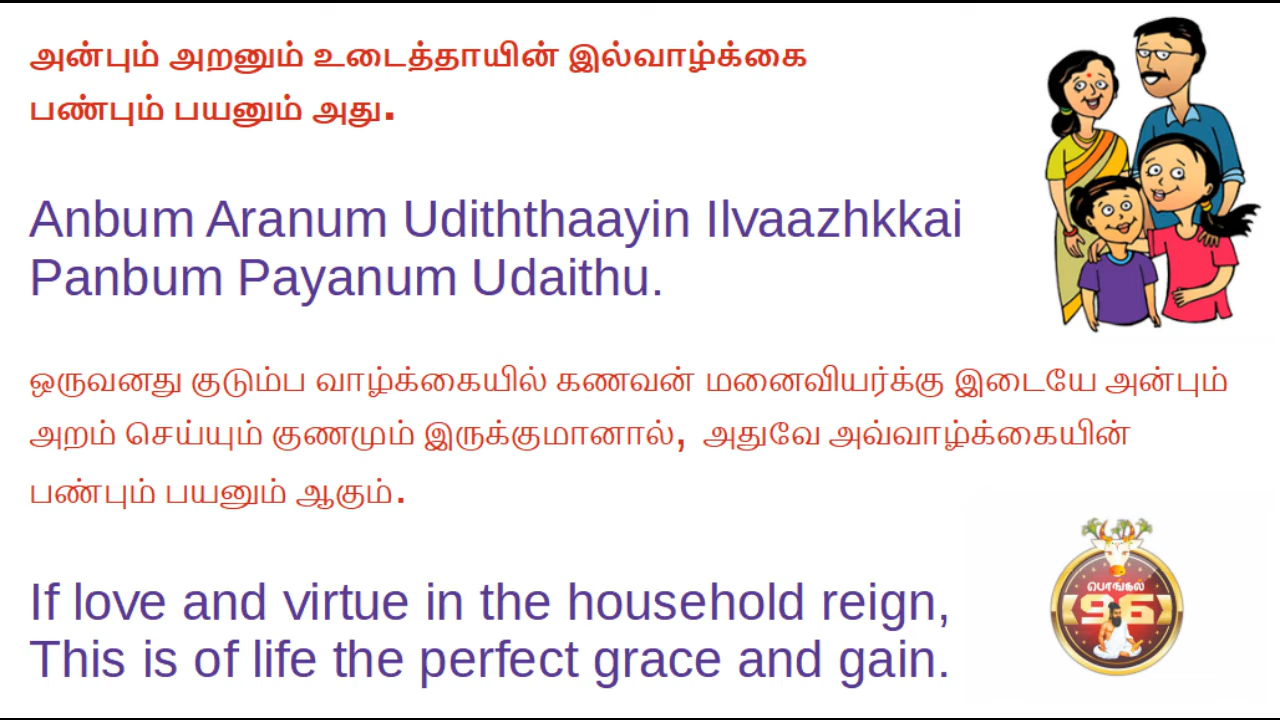 அன்பும் அறனும் உடைத்தாயின் இல்வாழ்க்கை
பண்பும் பயனும் அது.
Anbum Aranum Udiththaayin Ilvaazhkkai
Panbum Payanum Udaithu.
ஒருவனது குடும்ப வாழ்க்கையில் கணவன் மனைவியர்க்கு இடையே அன்பும்
அறம் செய்யும் குணமும் இருக்குமானால், அதுவே அவ்வாழ்க்கையின்
பண்பும் பயனும் ஆகும்.
If love and virtue in the household reign,
This is of life the perfect grace and gain.
பொங்கல்
96